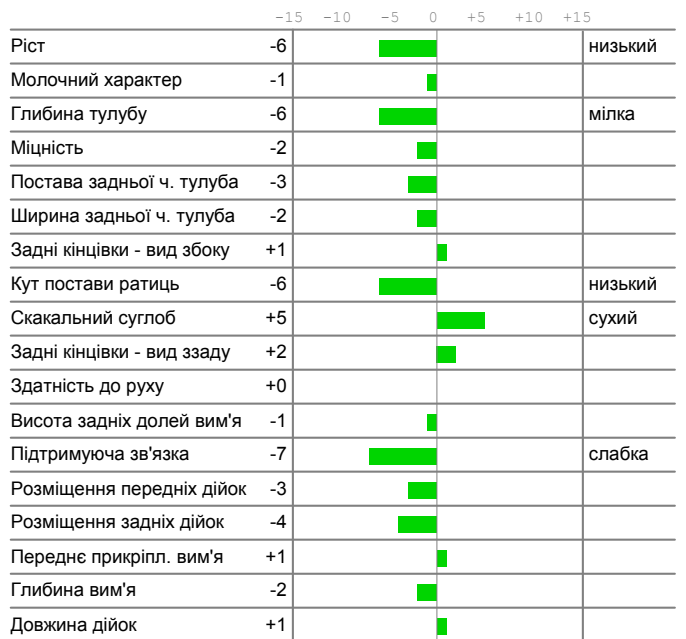 -15 -10 -5 0 +5 +10 +15
Ріст -6 низький
Молочний характер -1
Глибина тулубу -6 мілка
Міцність -2
Постава задньої ч. тулуба -3
Ширина задньої ч. тулуба -2
Задні кінцівки - вид збоку +1
Кут постави ратиць -6 низький
Скакальний суглоб +5 сухий
Задні кінцівки - вид ззаду +2
Здатність до руху +0
Висота задніх долей вим'я -1
Підтримуюча зв'язка -7 слабка
Розміщення передніх дійок -3
Розміщення задніх дійок -4
Переднє прикріпл. вим'я +1
Глибина вим'я -2
Довжина дійок +1